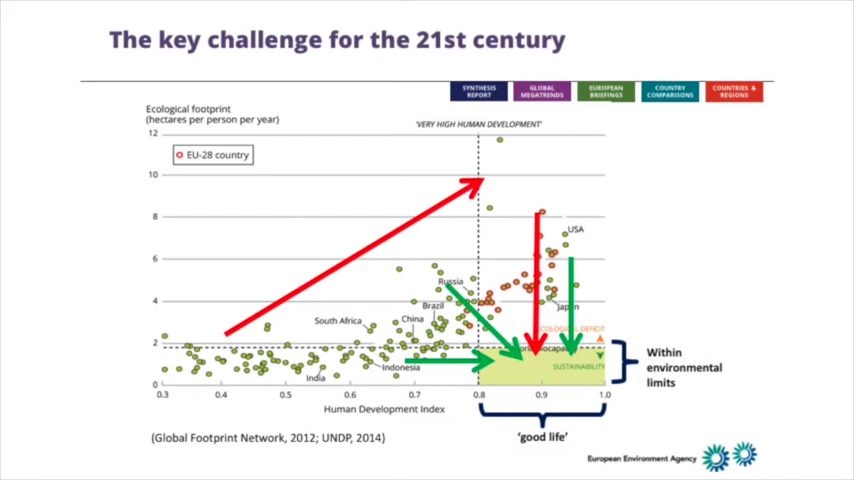 The key challenge for the 21st century
SYNTHESIS REPORT
GLOBAL MEGATRENDS
EUROPEAN BRIEFINGS
COUNTRY COMPARISONS
COUNTRIES & REGIONS
Ecological footprint
(hectares per person per year)
'VERY HIGH HUMAN DEVELOPMENT'
12
EU-28 country
10
8
USA
6
Russia
4
Brazil
Japan
South Africa
China
ECOLOGICAL DEFICIT
2
Within
environmental
limits
Indonesia
SUSTAINABILITY
India
0
0.3
0.4
0.5
0.6
0.7
0.8
0.9
1.0
Human Development Index
(Global Footprint Network, 2012; UNDP, 2014)
'good life'
European Environment Agency